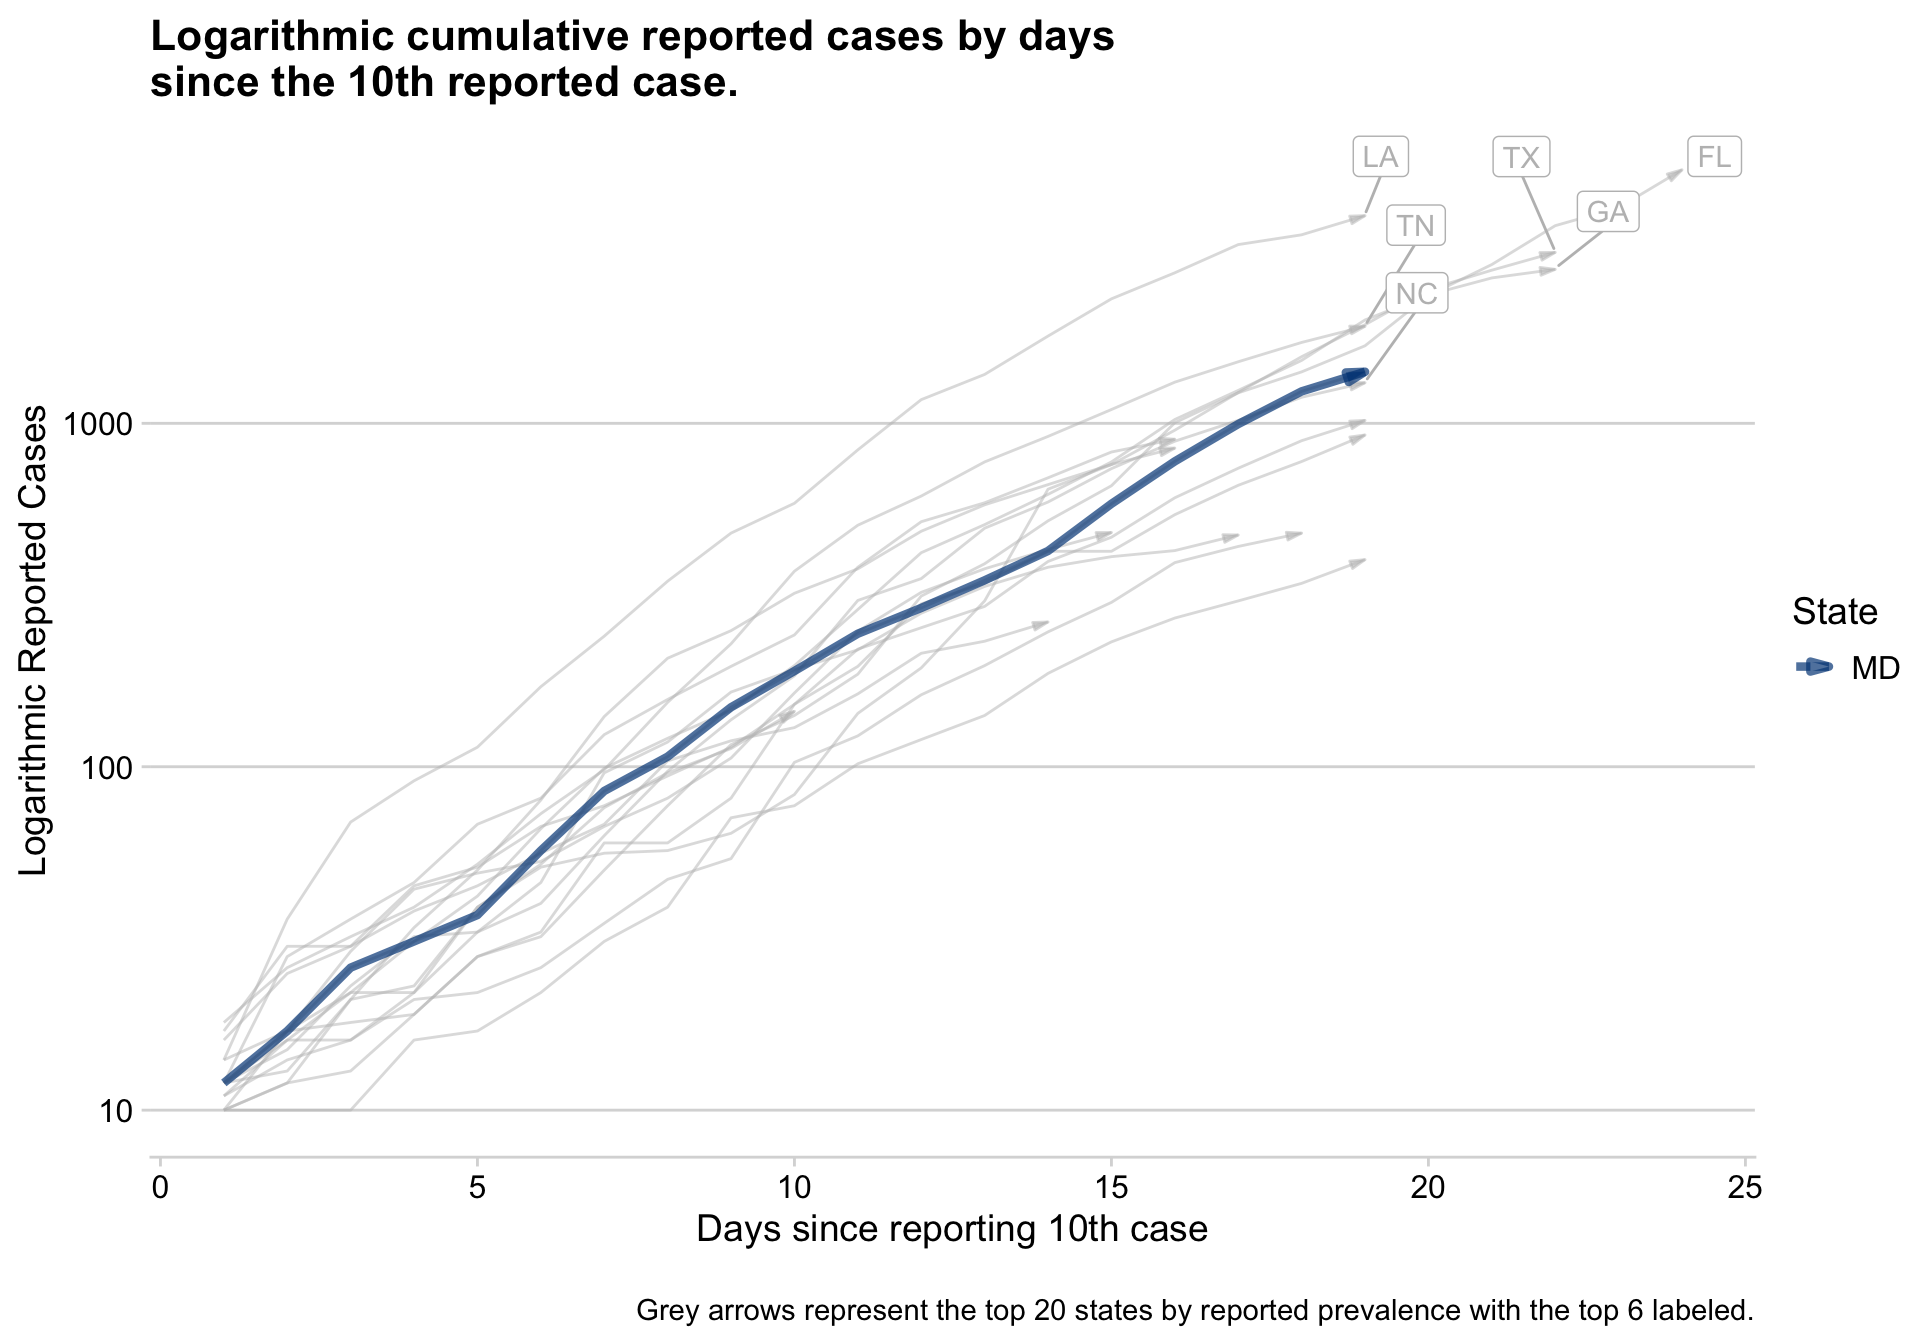 Logarithmic cumulative reported cases by days
since the 10th reported case.
LA
TX
FL
GA
TN
NC
Logarithmic Reported Cases
1000
100
10
0
5
10
15
20
25
Days since reporting 10th case
State
MD
Grey arrows represent the top 20 states by reported prevalence with the top 6 labeled.